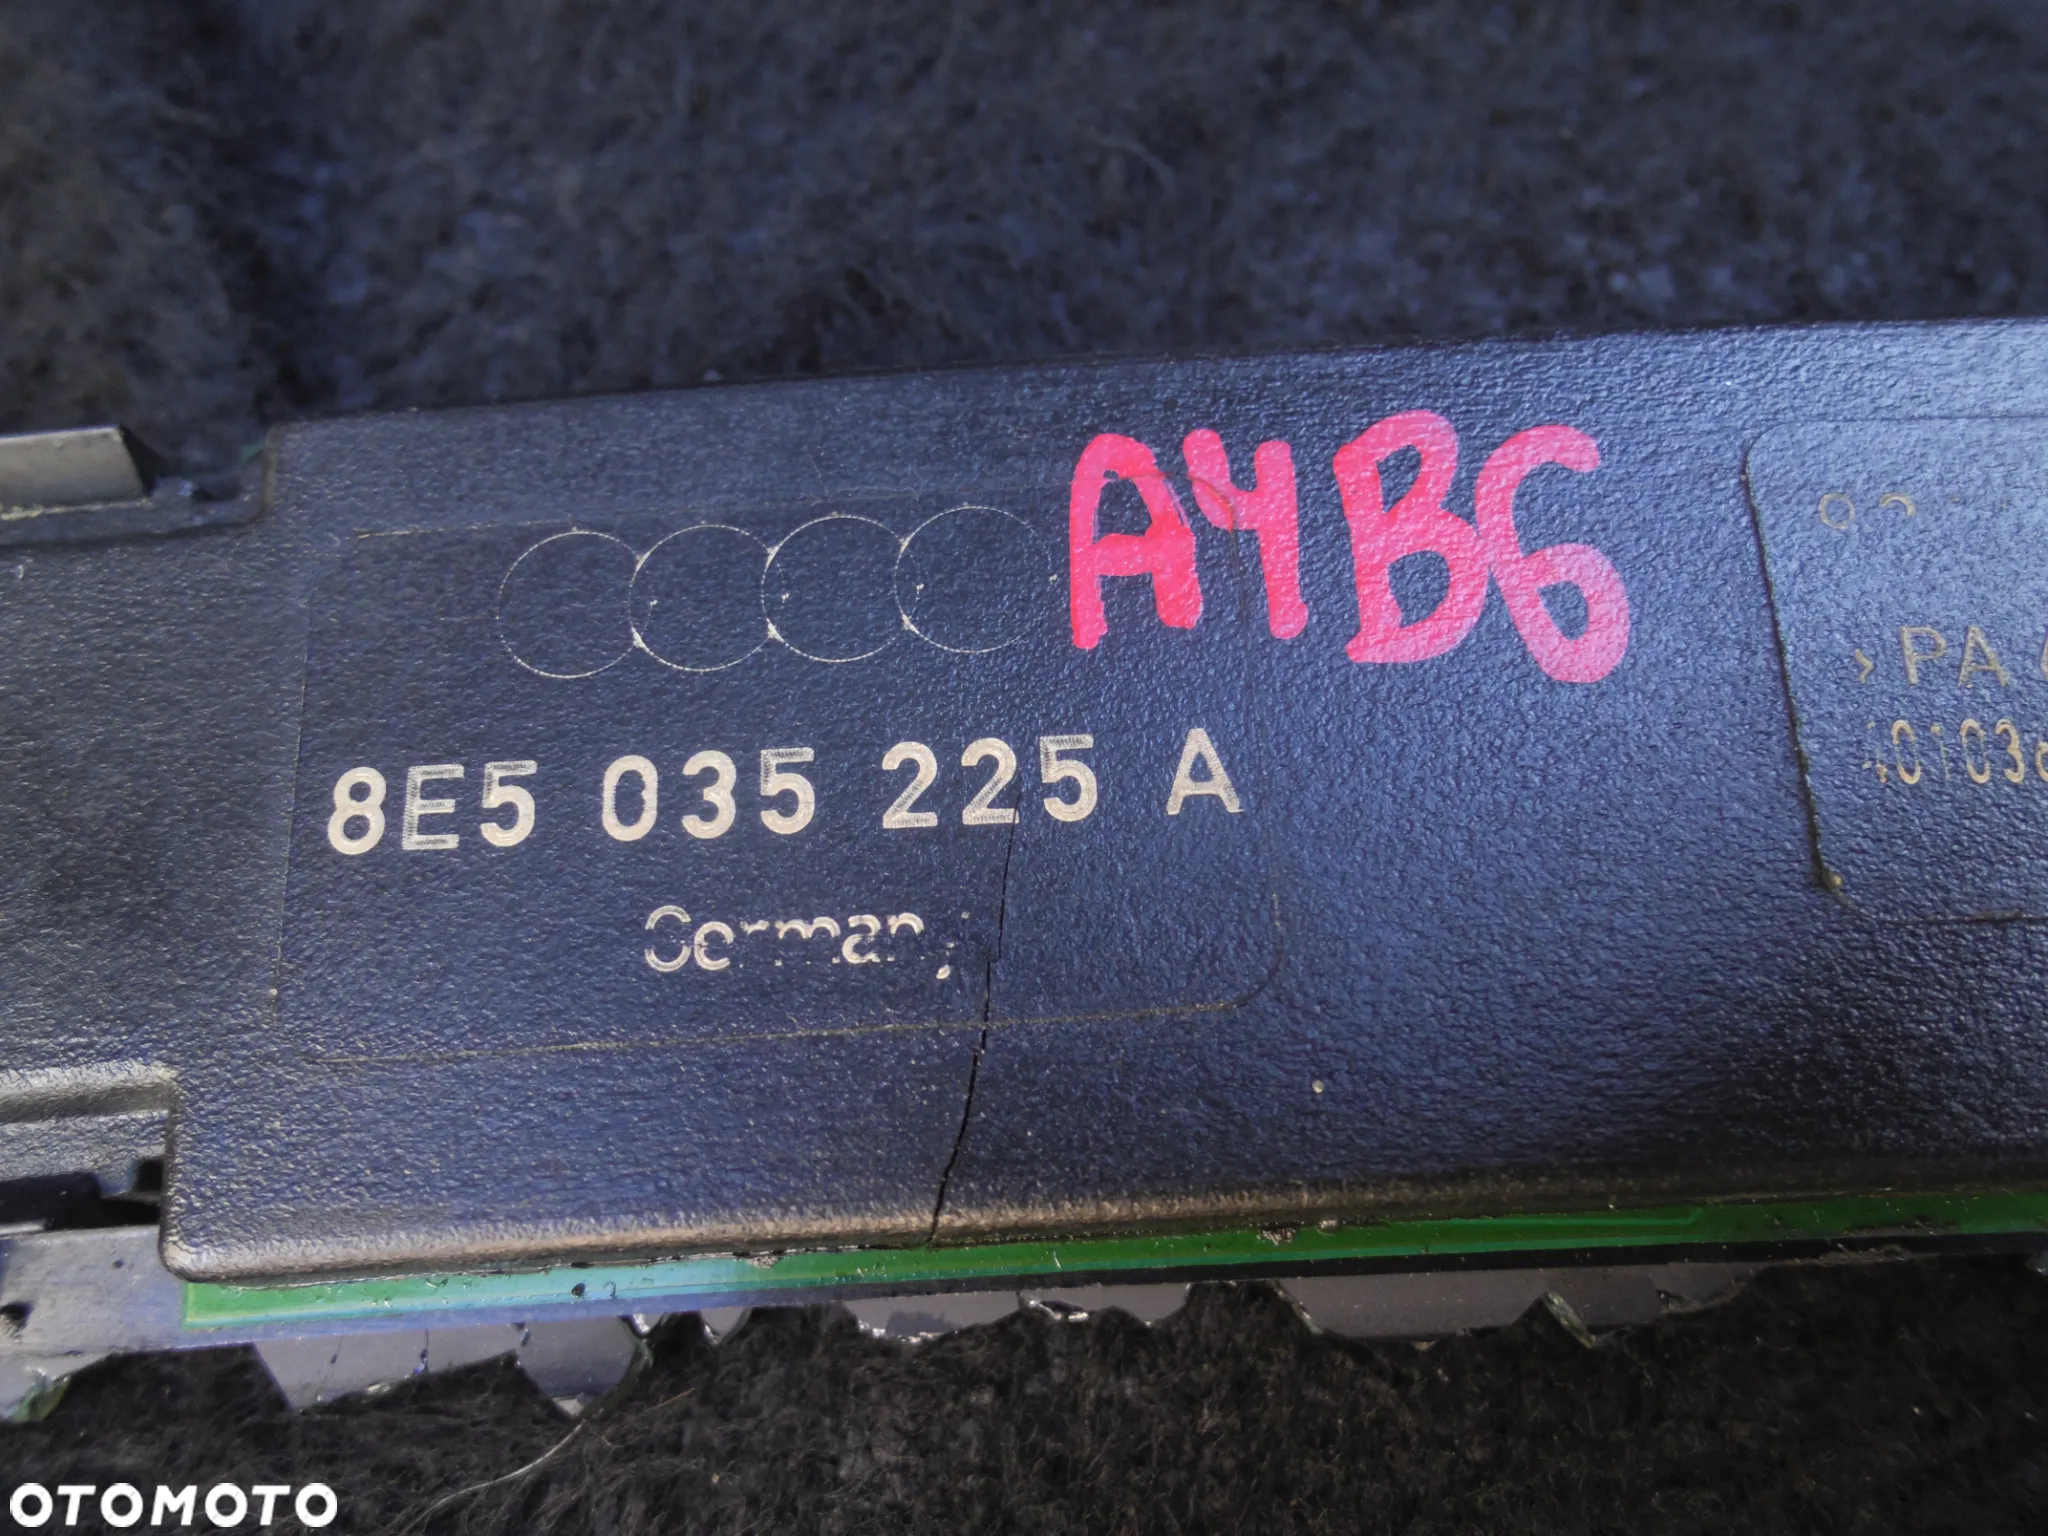 A4B6
8E5 035 225 A
Germany
>PA
OTOMOTO